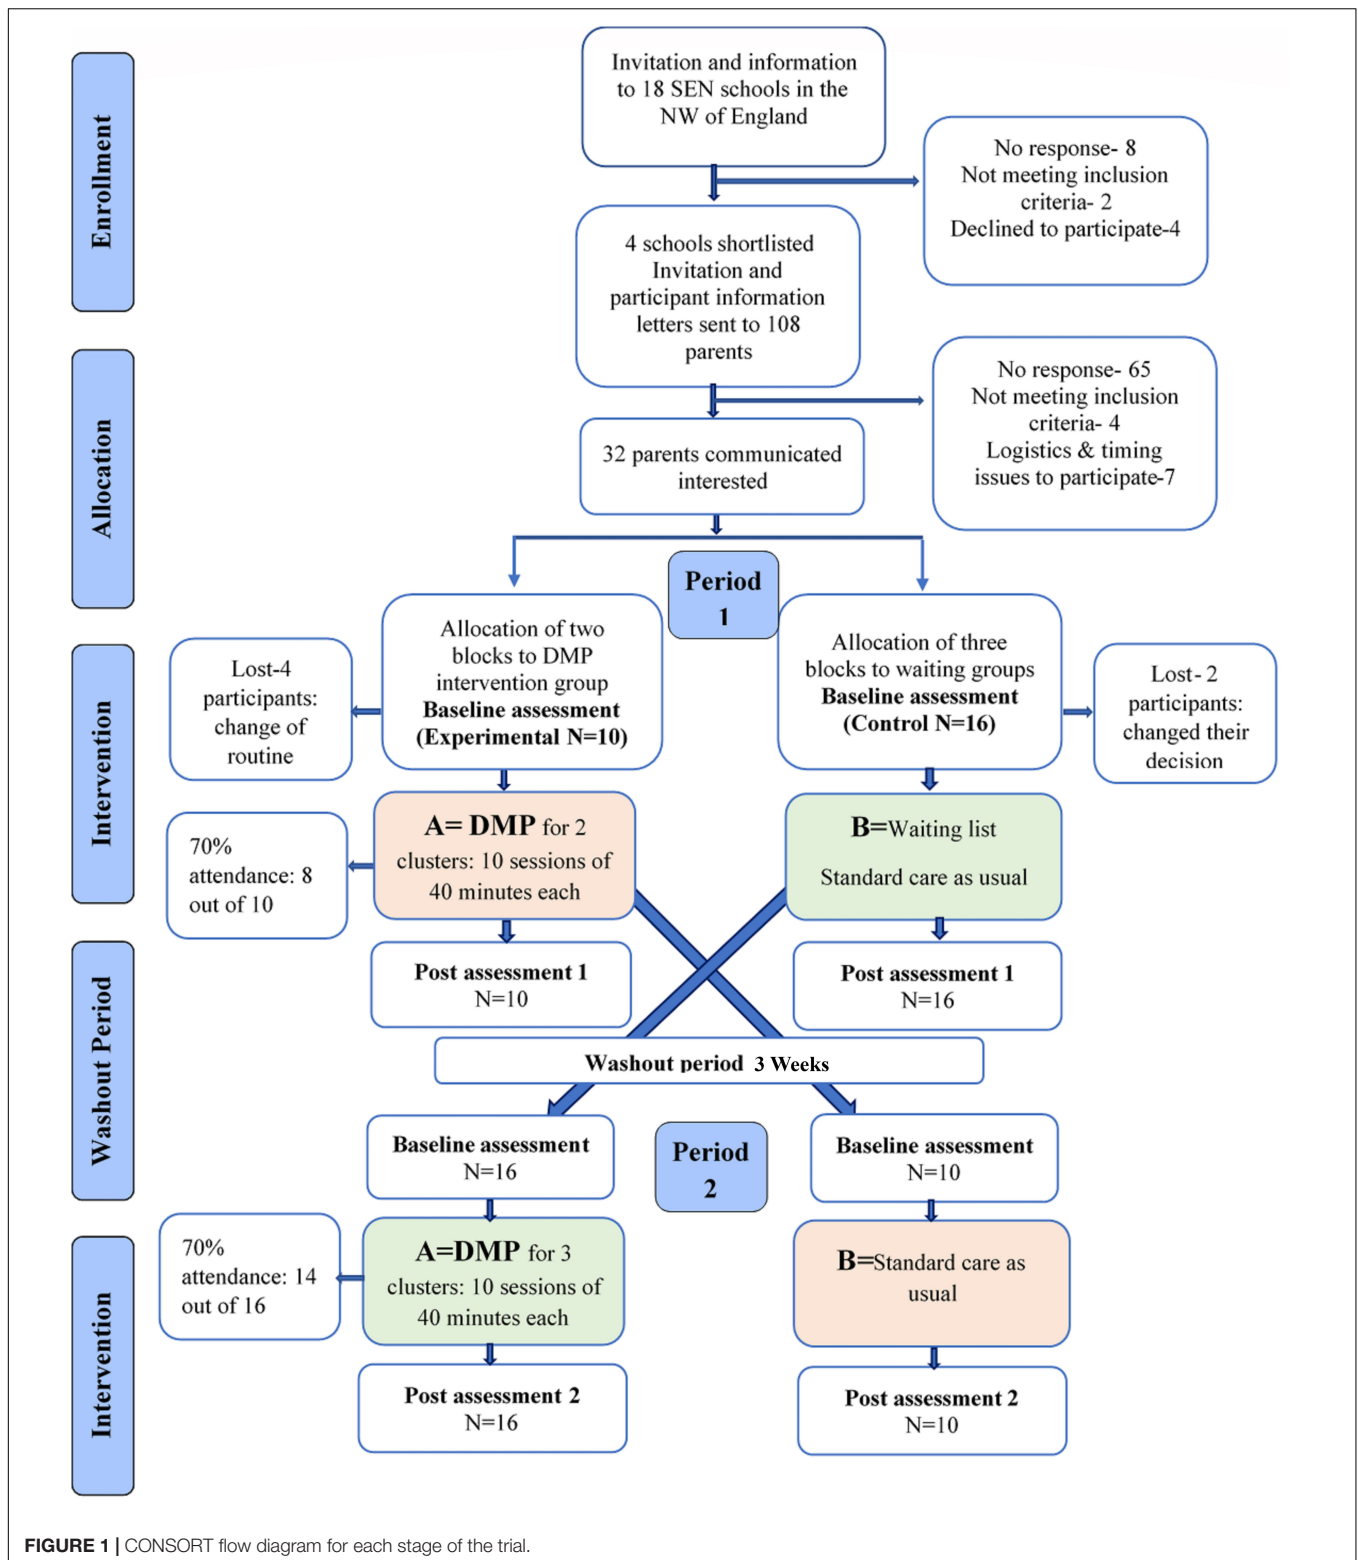 Enrollment
Invitation and information
to 18 SEN schools in the
NW of England
No response- 8
Not meeting inclusion
criteria- 2
Declined to participate-4
4 schools shortlisted
Invitation and
participant information
letters sent to 108
parents
Allocation
No response- 65
Not meeting inclusion
criteria- 4
Logistics & timing
issues to participate-7
32 parents communicated
interested
Period
1
Intervention
Lost-4
participants:
change of
routine
Allocation of two
blocks to DMP
intervention group
Baseline assessment
(Experimental N=10)
Allocation of three
blocks to waiting groups
Baseline assessment
(Control N=16)
Lost- 2
participants:
changed their
decision
70%
attendance: 8
out of 10
A= DMP for 2
clusters: 10 sessions of
40 minutes each
B=Waiting list
Standard care as usual
Washout Period
Post assessment 1
N=10
Post assessment 1
N=16
Washout period 3 Weeks
Baseline assessment
N=16
Period
2
Baseline assessment
N=10
Intervention
70%
attendance: 14
out of 16
A=DMP for 3
clusters: 10 sessions of
40 minutes each
B=Standard care as
usual
Post assessment 2
N=16
Post assessment 2
N=10
FIGURE 1 | CONSORT flow diagram for each stage of the trial.